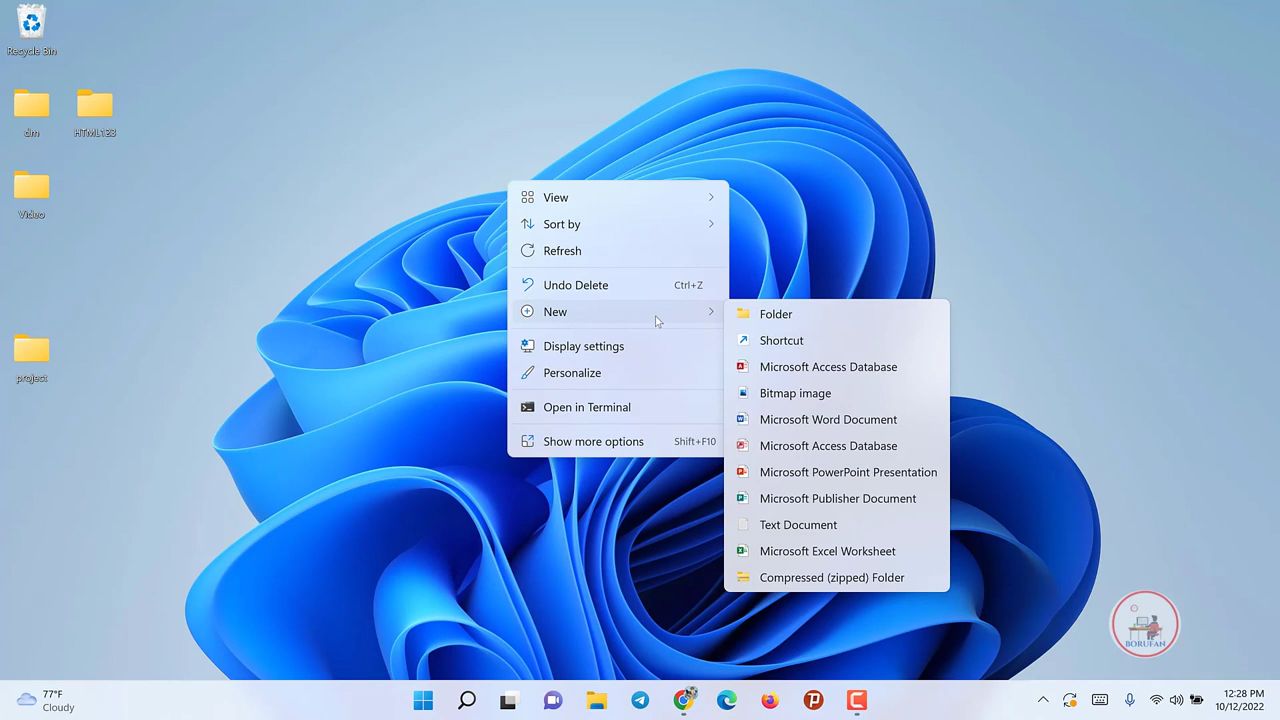 Recycle Bin
dm
HTML123
Video
project
View
Sort by
Refresh
Undo Delete Ctrl+Z
New
Display settings
Personalize
Open in Terminal
Show more options Shift+F10
Folder
Shortcut
Microsoft Access Database
Bitmap image
Microsoft Word Document
Microsoft Access Database
Microsoft PowerPoint Presentation
Microsoft Publisher Document
Text Document
Microsoft Excel Worksheet
Compressed (zipped) Folder
BORUFAN
77°F
Cloudy
12:28 PM
10/12/2022